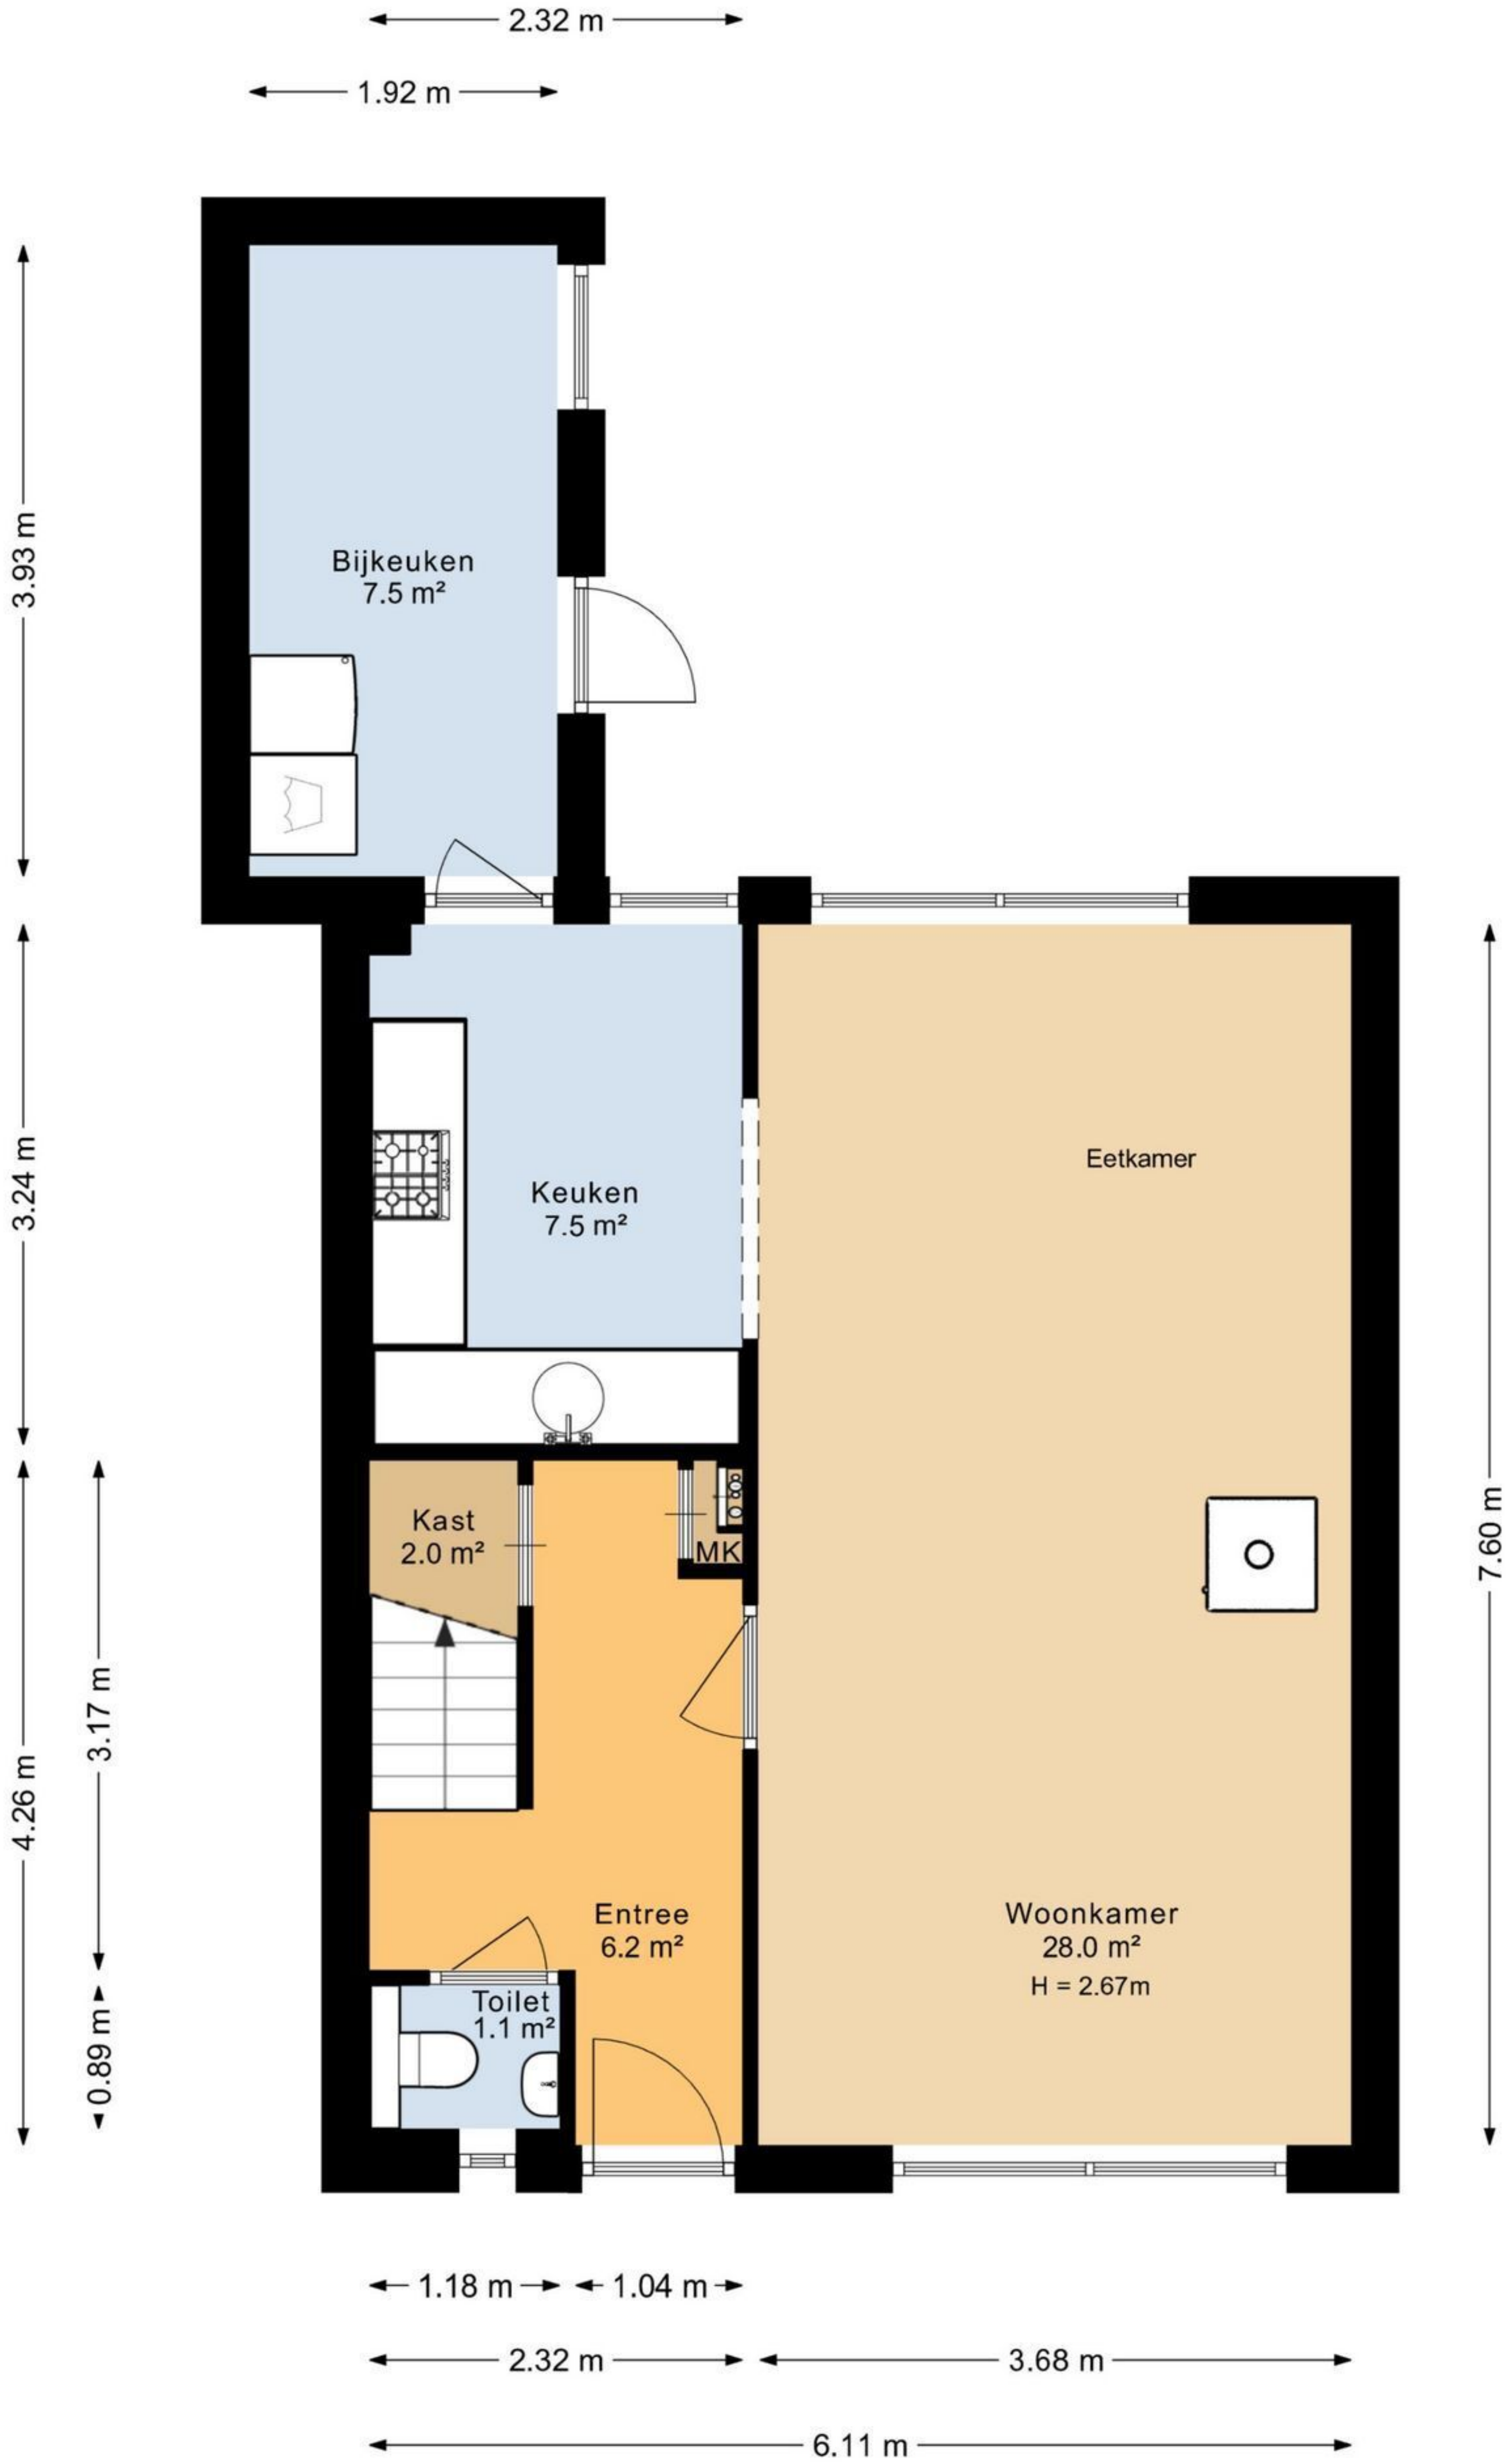 2.32 m
1.92 m
3.93 m
Bijkeuken
7.5 m²
3.24 m
Eetkamer
Keuken
7.5 m²
7.60 m
Kast
2.0 m²
MK
3.17 m
4.26 m
Entree
6.2 m²
Woonkamer
28.0 m²
H = 2.67m
Toilet
1.1 m²
0.89 m
1.18 m
1.04 m
2.32 m
3.68 m
6.11 m